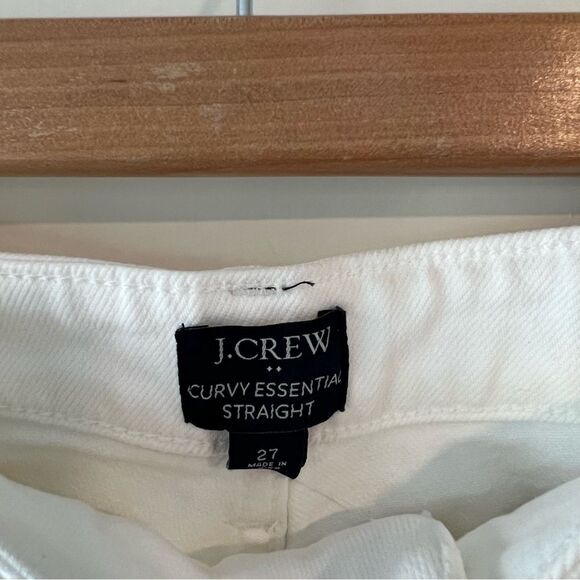 J.CREW
CURVY ESSENTIAL
STRAIGHT
27
MADE IN